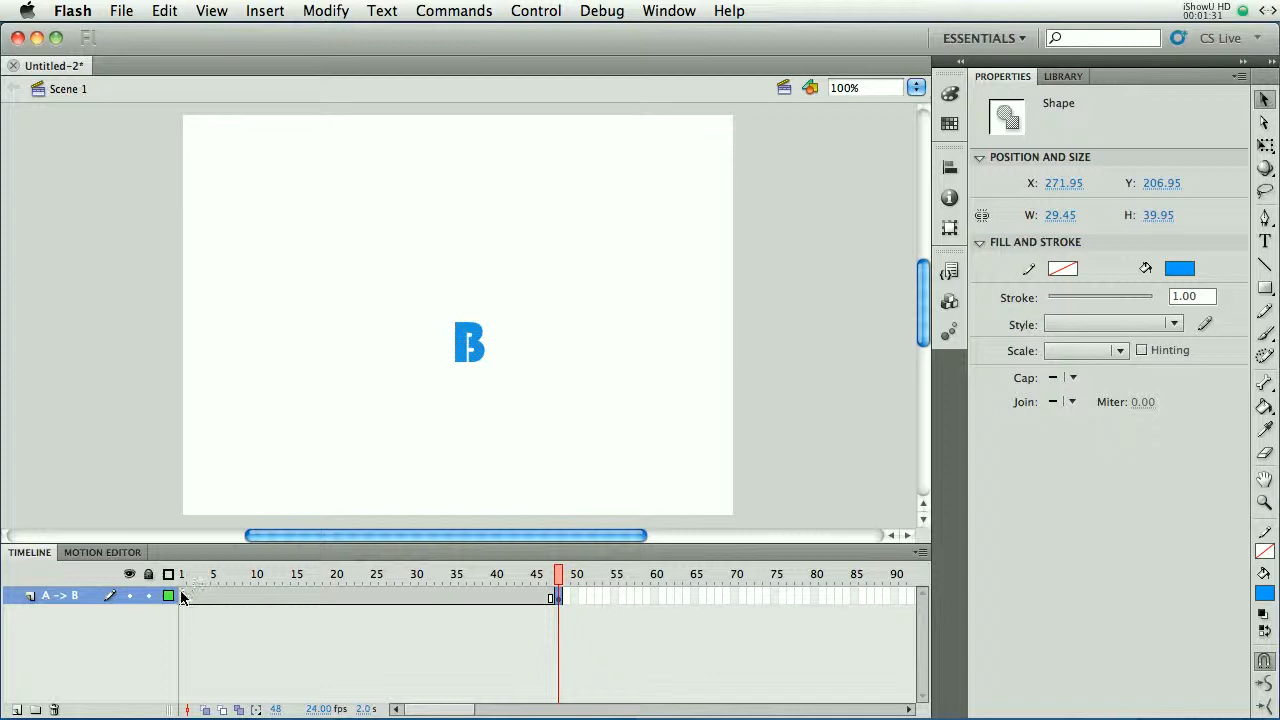 Flash File Edit View Insert Modify Text Commands Control Debug Window Help iShowU HD 00:01:31
Fl ESSENTIALS CS Live
Untitled-2*
Scene 1 100%
PROPERTIES LIBRARY
Shape
POSITION AND SIZE
X: 271.95 Y: 206.95
W: 29.45 H: 39.95
FILL AND STROKE
Stroke: 1.00
Style:
Scale: Hinting
Cap:
Join: Miter: 0.00
B
TIMELINE MOTION EDITOR
1 5 10 15 20 25 30 35 40 45 50 55 60 65 70 75 80 85 90
A -> B
48 24.00 fps 2.0 s